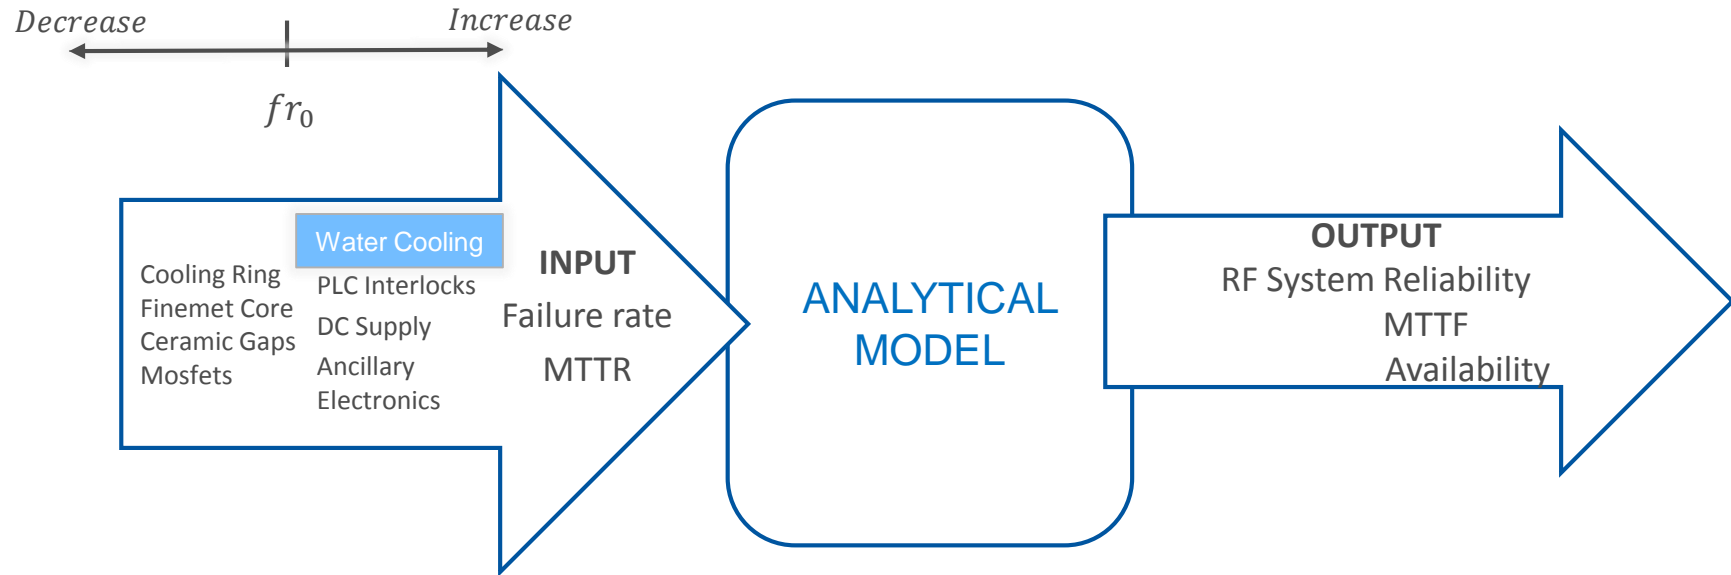 Decrease
Increase
fr₀
Cooling Ring
Finemet Core
Ceramic Gaps
Mosfets
Water Cooling
PLC Interlocks
DC Supply
Ancillary
Electronics
INPUT
Failure rate
MTTR
ANALYTICAL
MODEL
OUTPUT
RF System Reliability
MTTF
Availability